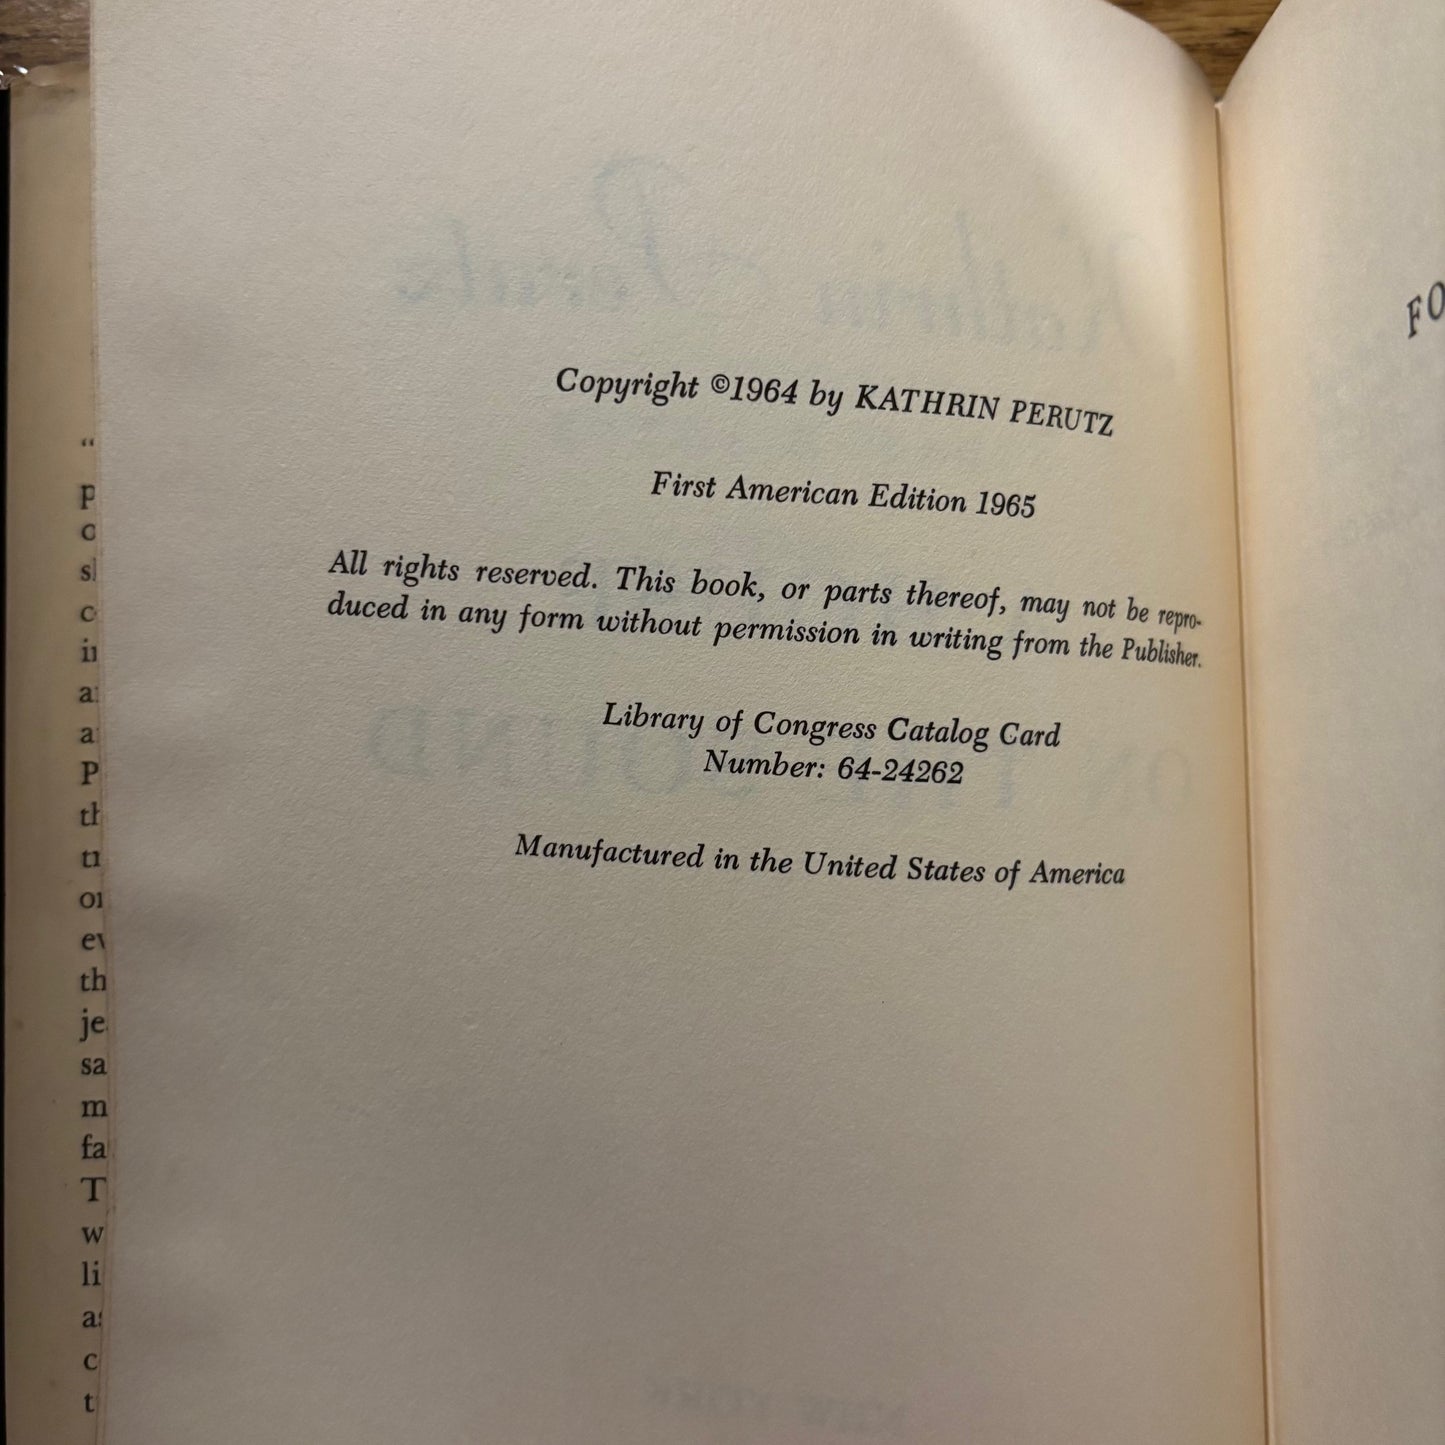 Copyright ©1964 by KATHRIN PERUTZ
First American Edition 1965
All rights reserved. This book, or parts thereof, may not be repro-
duced in any form without permission in writing from the Publisher.
Library of Congress Catalog Card
Number: 64-24262
Manufactured in the United States of America